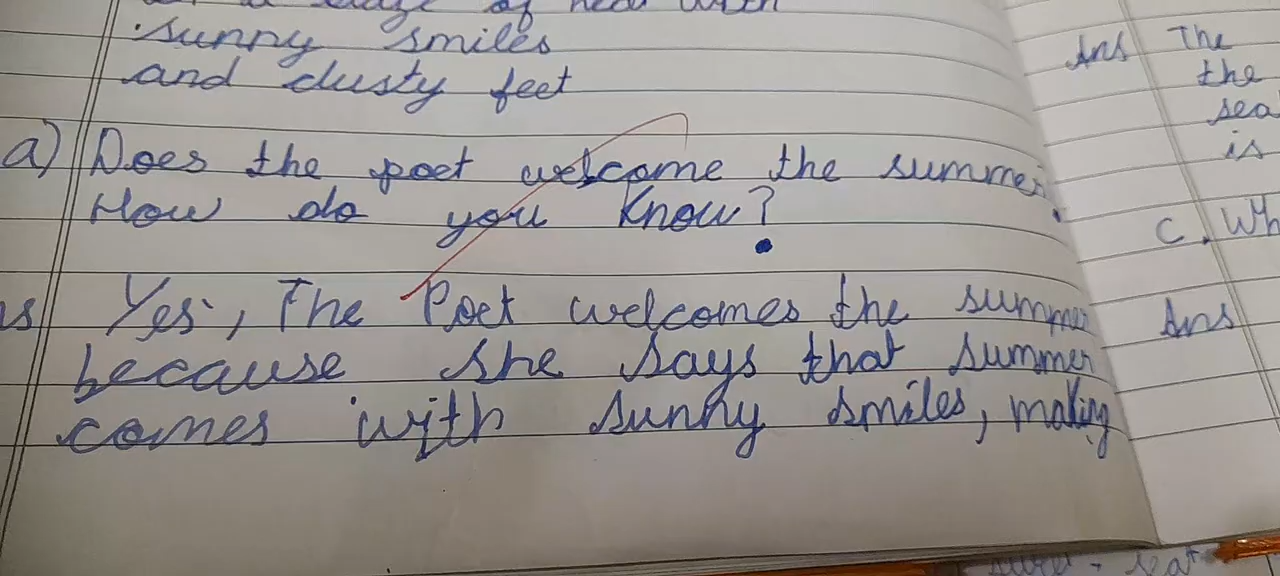 sunny smiles
and dusty feet
a) Does the poet welcome the summer.
How do you know?
Yes, The Poet welcomes the summer
because she says that summer
comes with sunny smiles, making
Ans The
the
sea
is
C. Wh
Ans